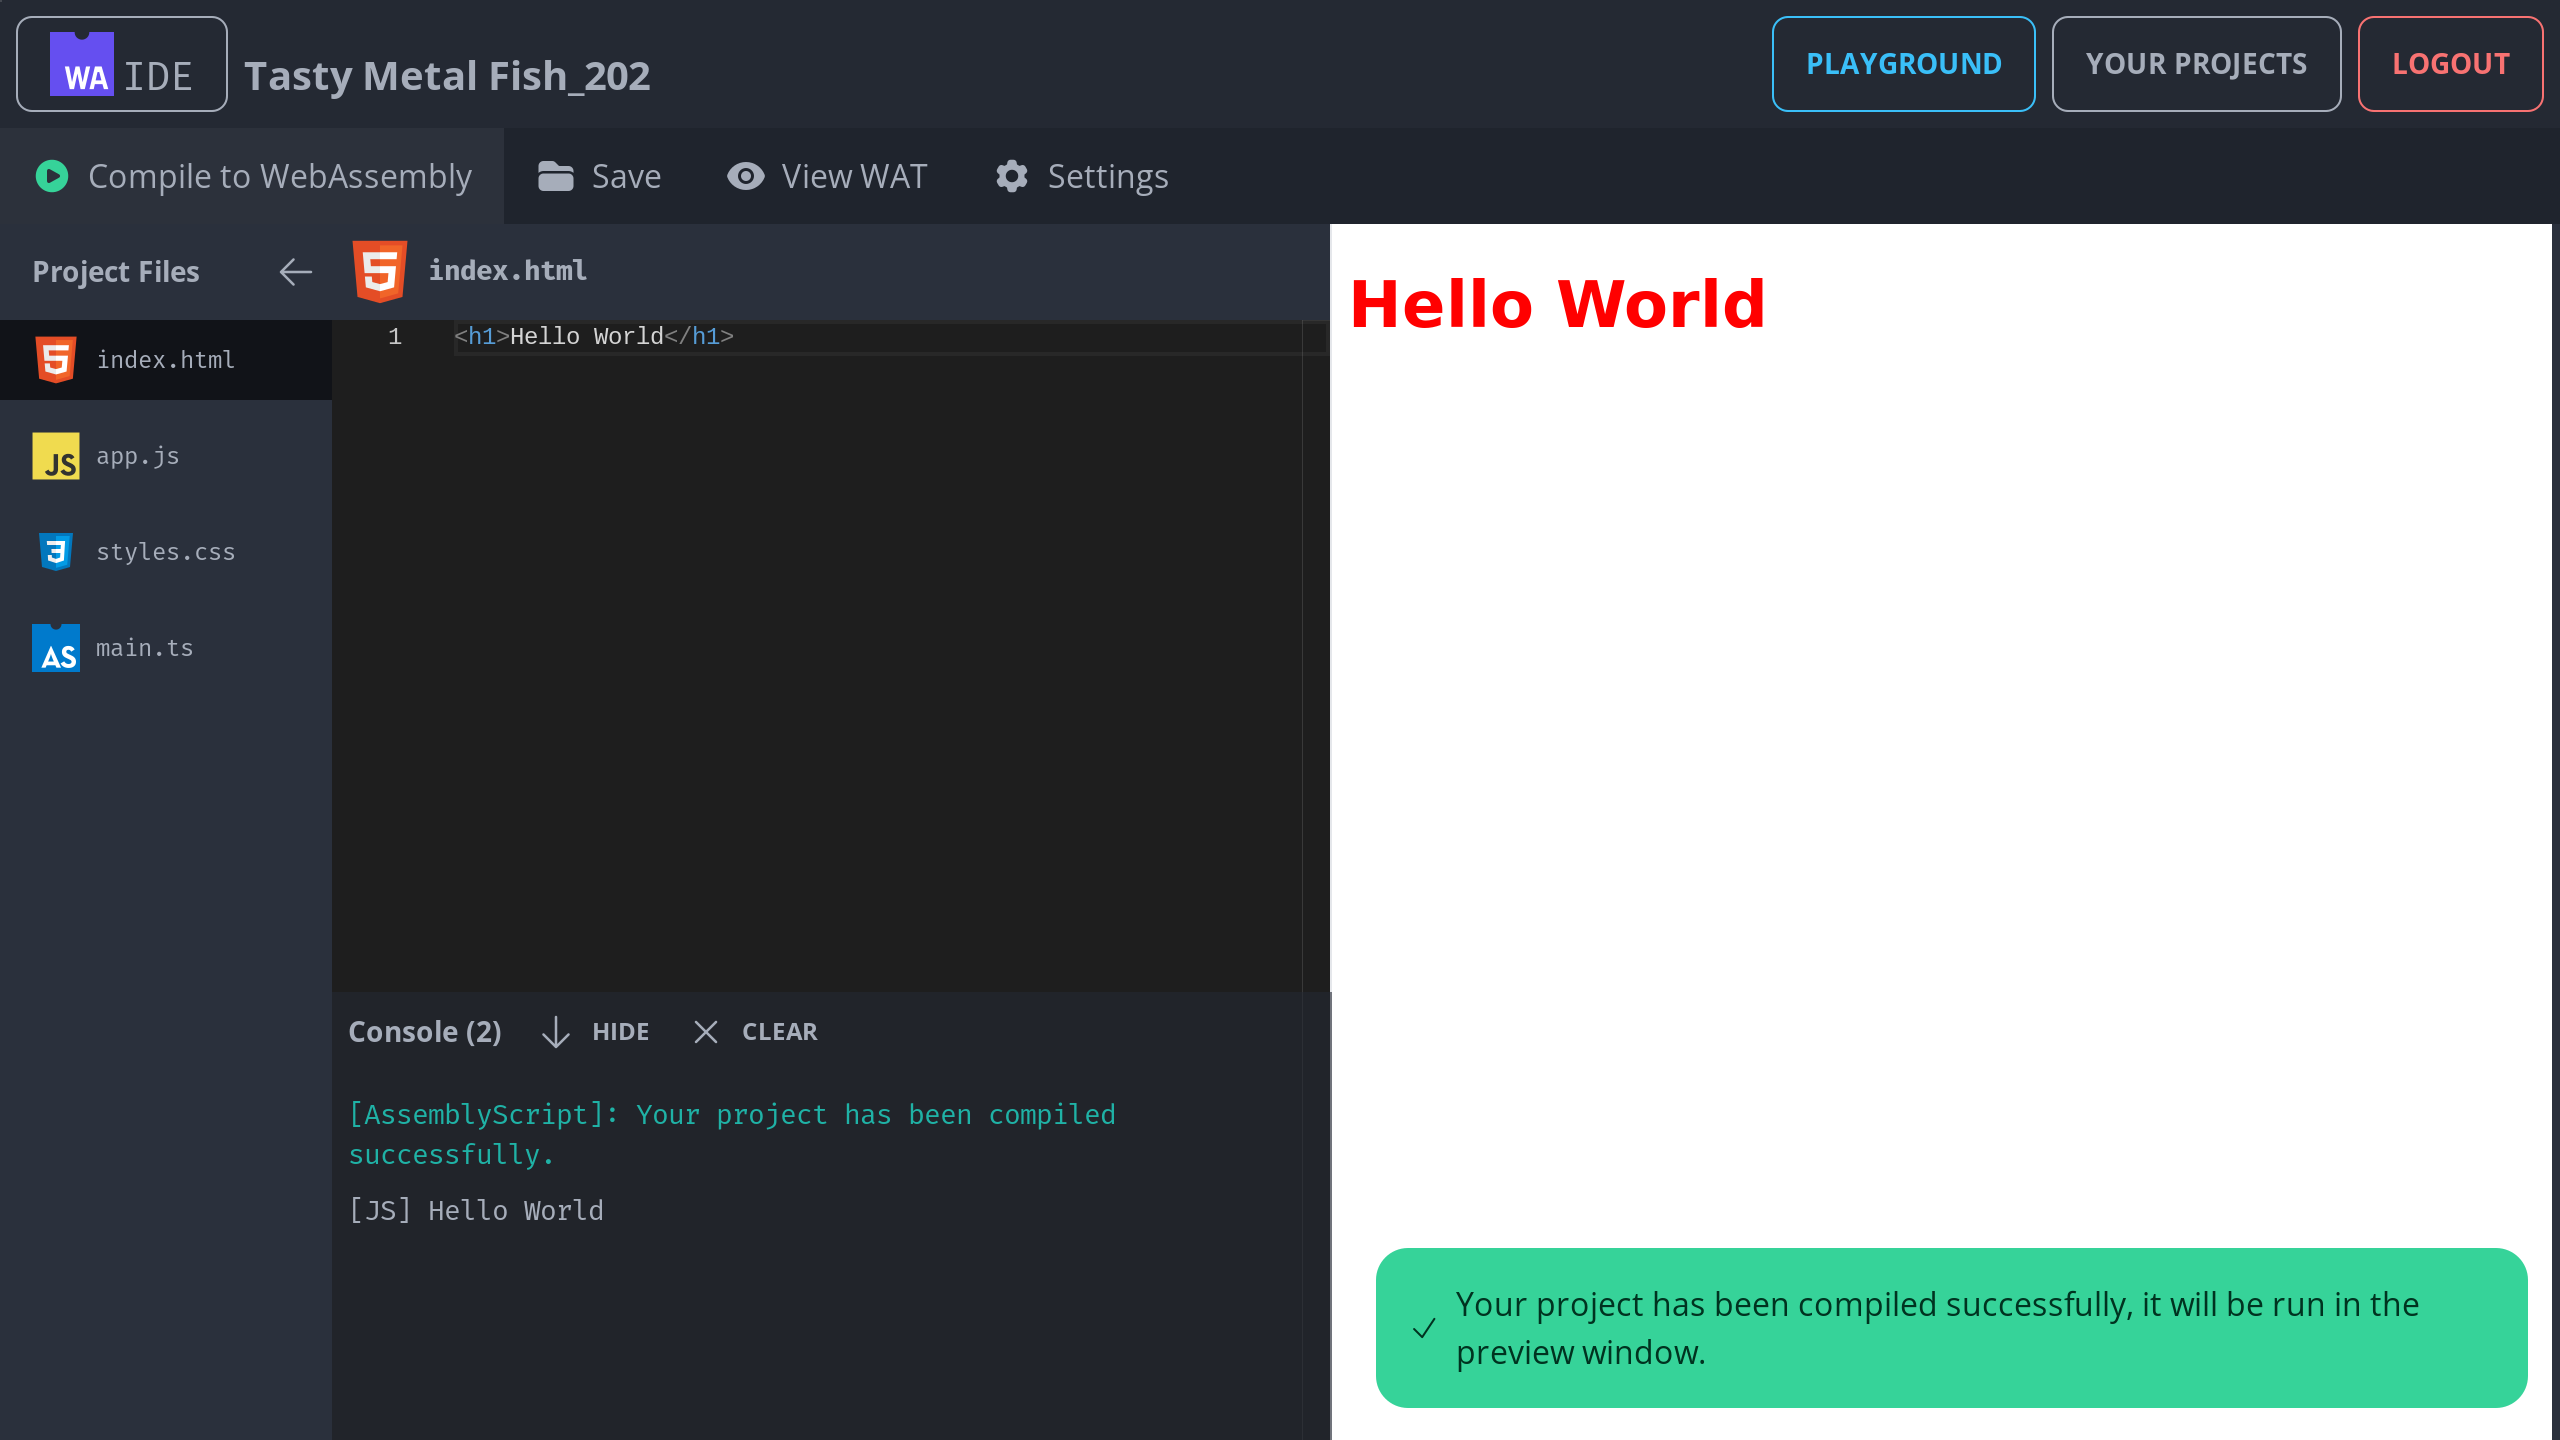 WA IDE Tasty Metal Fish_202 PLAYGROUND YOUR PROJECTS LOGOUT
Compile to WebAssembly Save View WAT Settings
Project Files
index.html
JS app.js
styles.css
AS main.ts
index.html
1 <h1>Hello World</h1>
Console (2) HIDE CLEAR
[AssemblyScript]: Your project has been compiled
successfully.
[JS] Hello World
Hello World
Your project has been compiled successfully, it will be run in the
preview window.